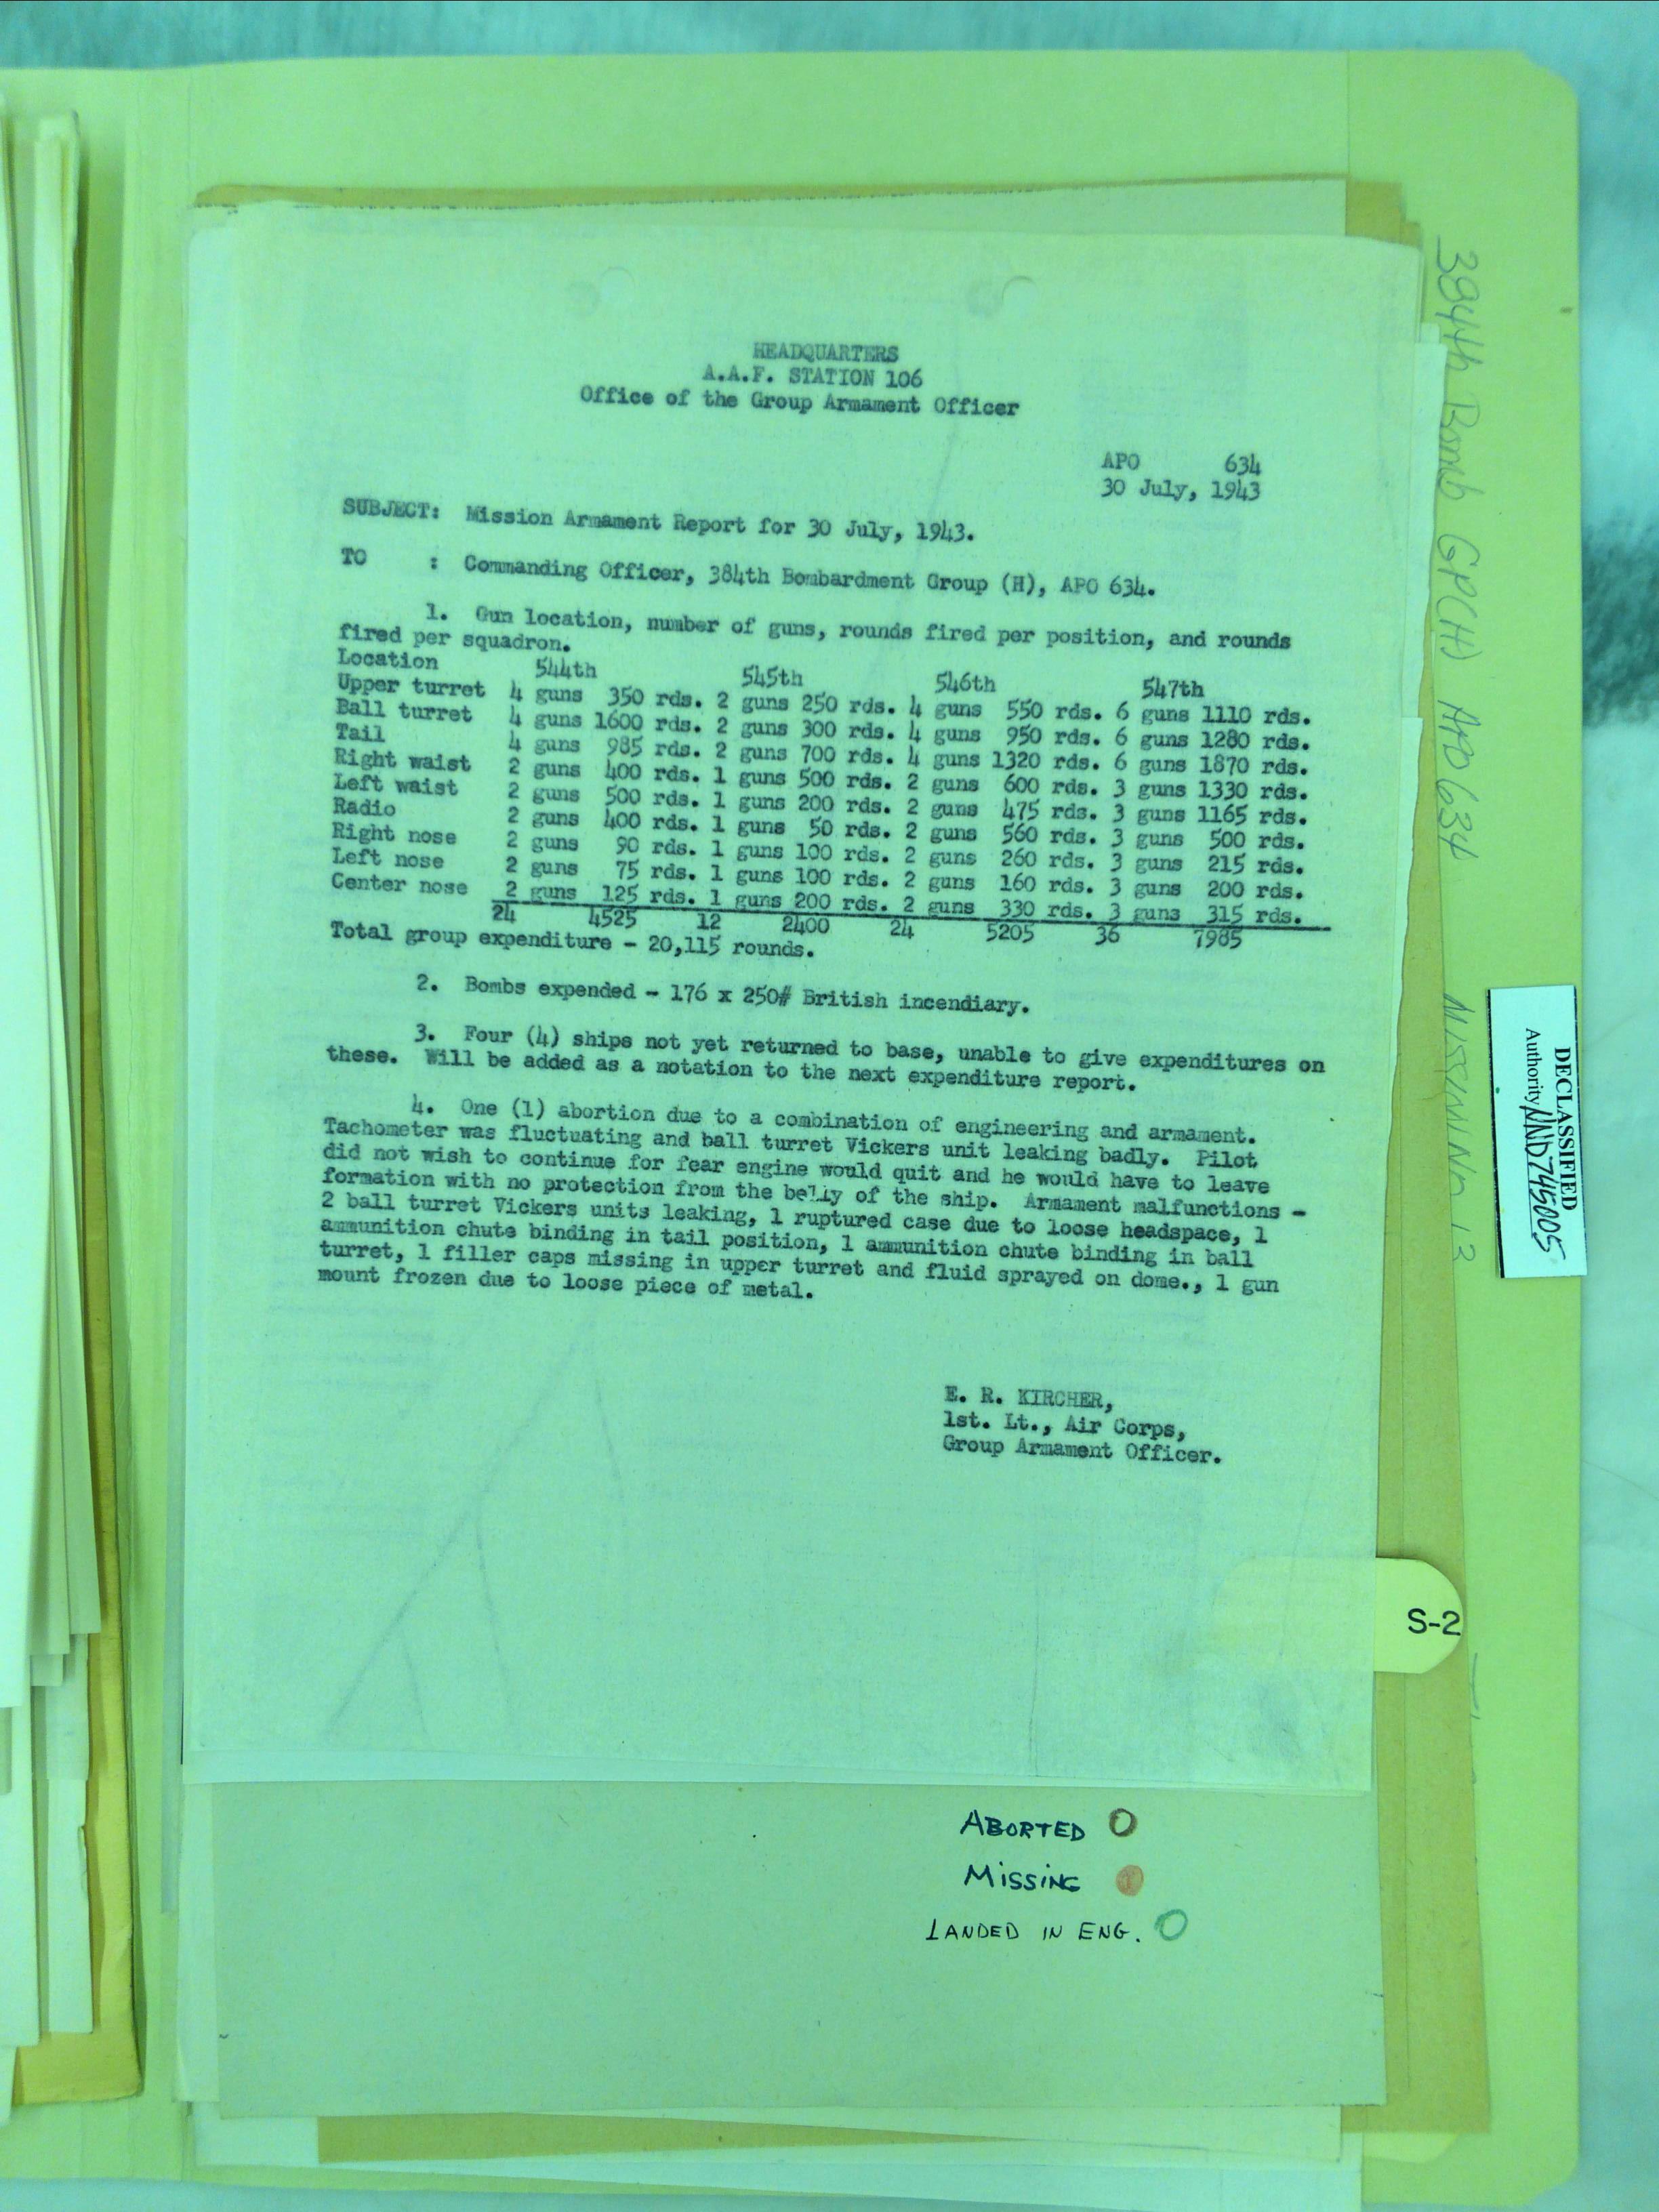 HEADQUARTERS
A.A.F. STATION 106
Office of the Group Armament Officer
APO 634
30 July, 1943
SUBJECT: Mission Armament Report for 30 July, 1943.
TO : Commanding Officer, 384th Bombardment Group (H), APO 634.
1. Gun location, number of guns, rounds fired per position, and rounds
fired per squadron.
Location 544th 545th 546th 547th
Upper turret 4 guns 350 rds. 2 guns 250 rds. 4 guns 550 rds. 6 guns 1110 rds.
Ball turret 4 guns 1600 rds. 2 guns 300 rds. 4 guns 950 rds. 6 guns 1280 rds.
Tail 4 guns 985 rds. 2 guns 700 rds. 4 guns 1320 rds. 6 guns 1870 rds.
Right waist 2 guns 400 rds. 1 guns 500 rds. 2 guns 600 rds. 3 guns 1330 rds.
Left waist 2 guns 500 rds. 1 guns 200 rds. 2 guns 475 rds. 3 guns 1165 rds.
Radio 2 guns 400 rds. 1 guns 50 rds. 2 guns 560 rds. 3 guns 500 rds.
Right nose 2 guns 90 rds. 1 guns 100 rds. 2 guns 260 rds. 3 guns 215 rds.
Left nose 2 guns 75 rds. 1 guns 100 rds. 2 guns 160 rds. 3 guns 200 rds.
Center nose 2 guns 125 rds. 1 guns 200 rds. 2 guns 330 rds. 3 guns 315 rds.
24 4525 12 2400 24 5205 36 7985
Total group expenditure - 20,115 rounds.
2. Bombs expended - 176 x 250# British incendiary.
3. Four (4) ships not yet returned to base, unable to give expenditures on
these. Will be added as a notation to the next expenditure report.
4. One (1) abortion due to a combination of engineering and armament.
Tachometer was fluctuating and ball turret Vickers unit leaking badly. Pilot
did not wish to continue for fear engine would quit and he would have to leave
formation with no protection from the belly of the ship. Armament malfunctions -
2 ball turret Vickers units leaking, 1 ruptured case due to loose headspace, 1
ammunition chute binding in tail position, 1 ammunition chute binding in ball
turret, 1 filler caps missing in upper turret and fluid sprayed on dome., 1 gun
mount frozen due to loose piece of metal.
E. R. KIRCHER,
1st. Lt., Air Corps,
Group Armament Officer.
S-2
ABORTED
MISSING
LANDED IN ENG.
384th Bomb GP(H) APO 634 Mission No 13
DECLASSIFIED
Authority NND745005